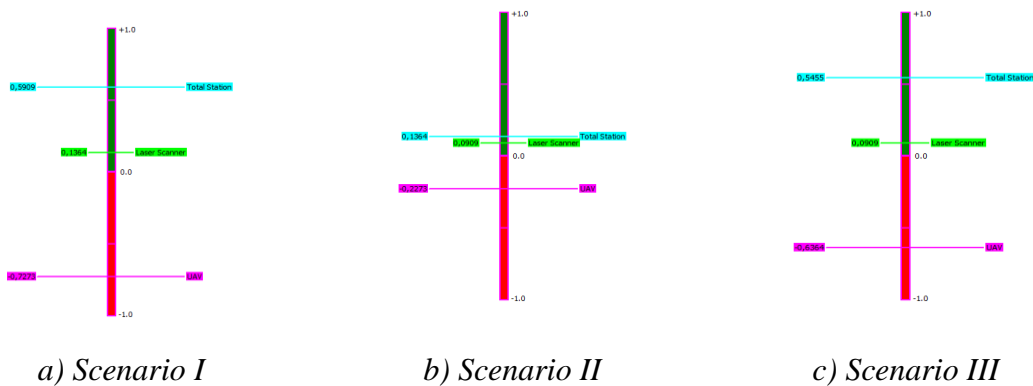 +1.0
0,5909 Total Station
0,1364 Laser Scanner
0.0
-0,7273 UAV
-1.0
a) Scenario I
+1.0
0,1364 Total Station
0,0909 Laser Scanner
0.0
-0,2273 UAV
-1.0
b) Scenario II
+1.0
0,5455 Total Station
0,0909 Laser Scanner
0.0
-0,6364 UAV
-1.0
c) Scenario III